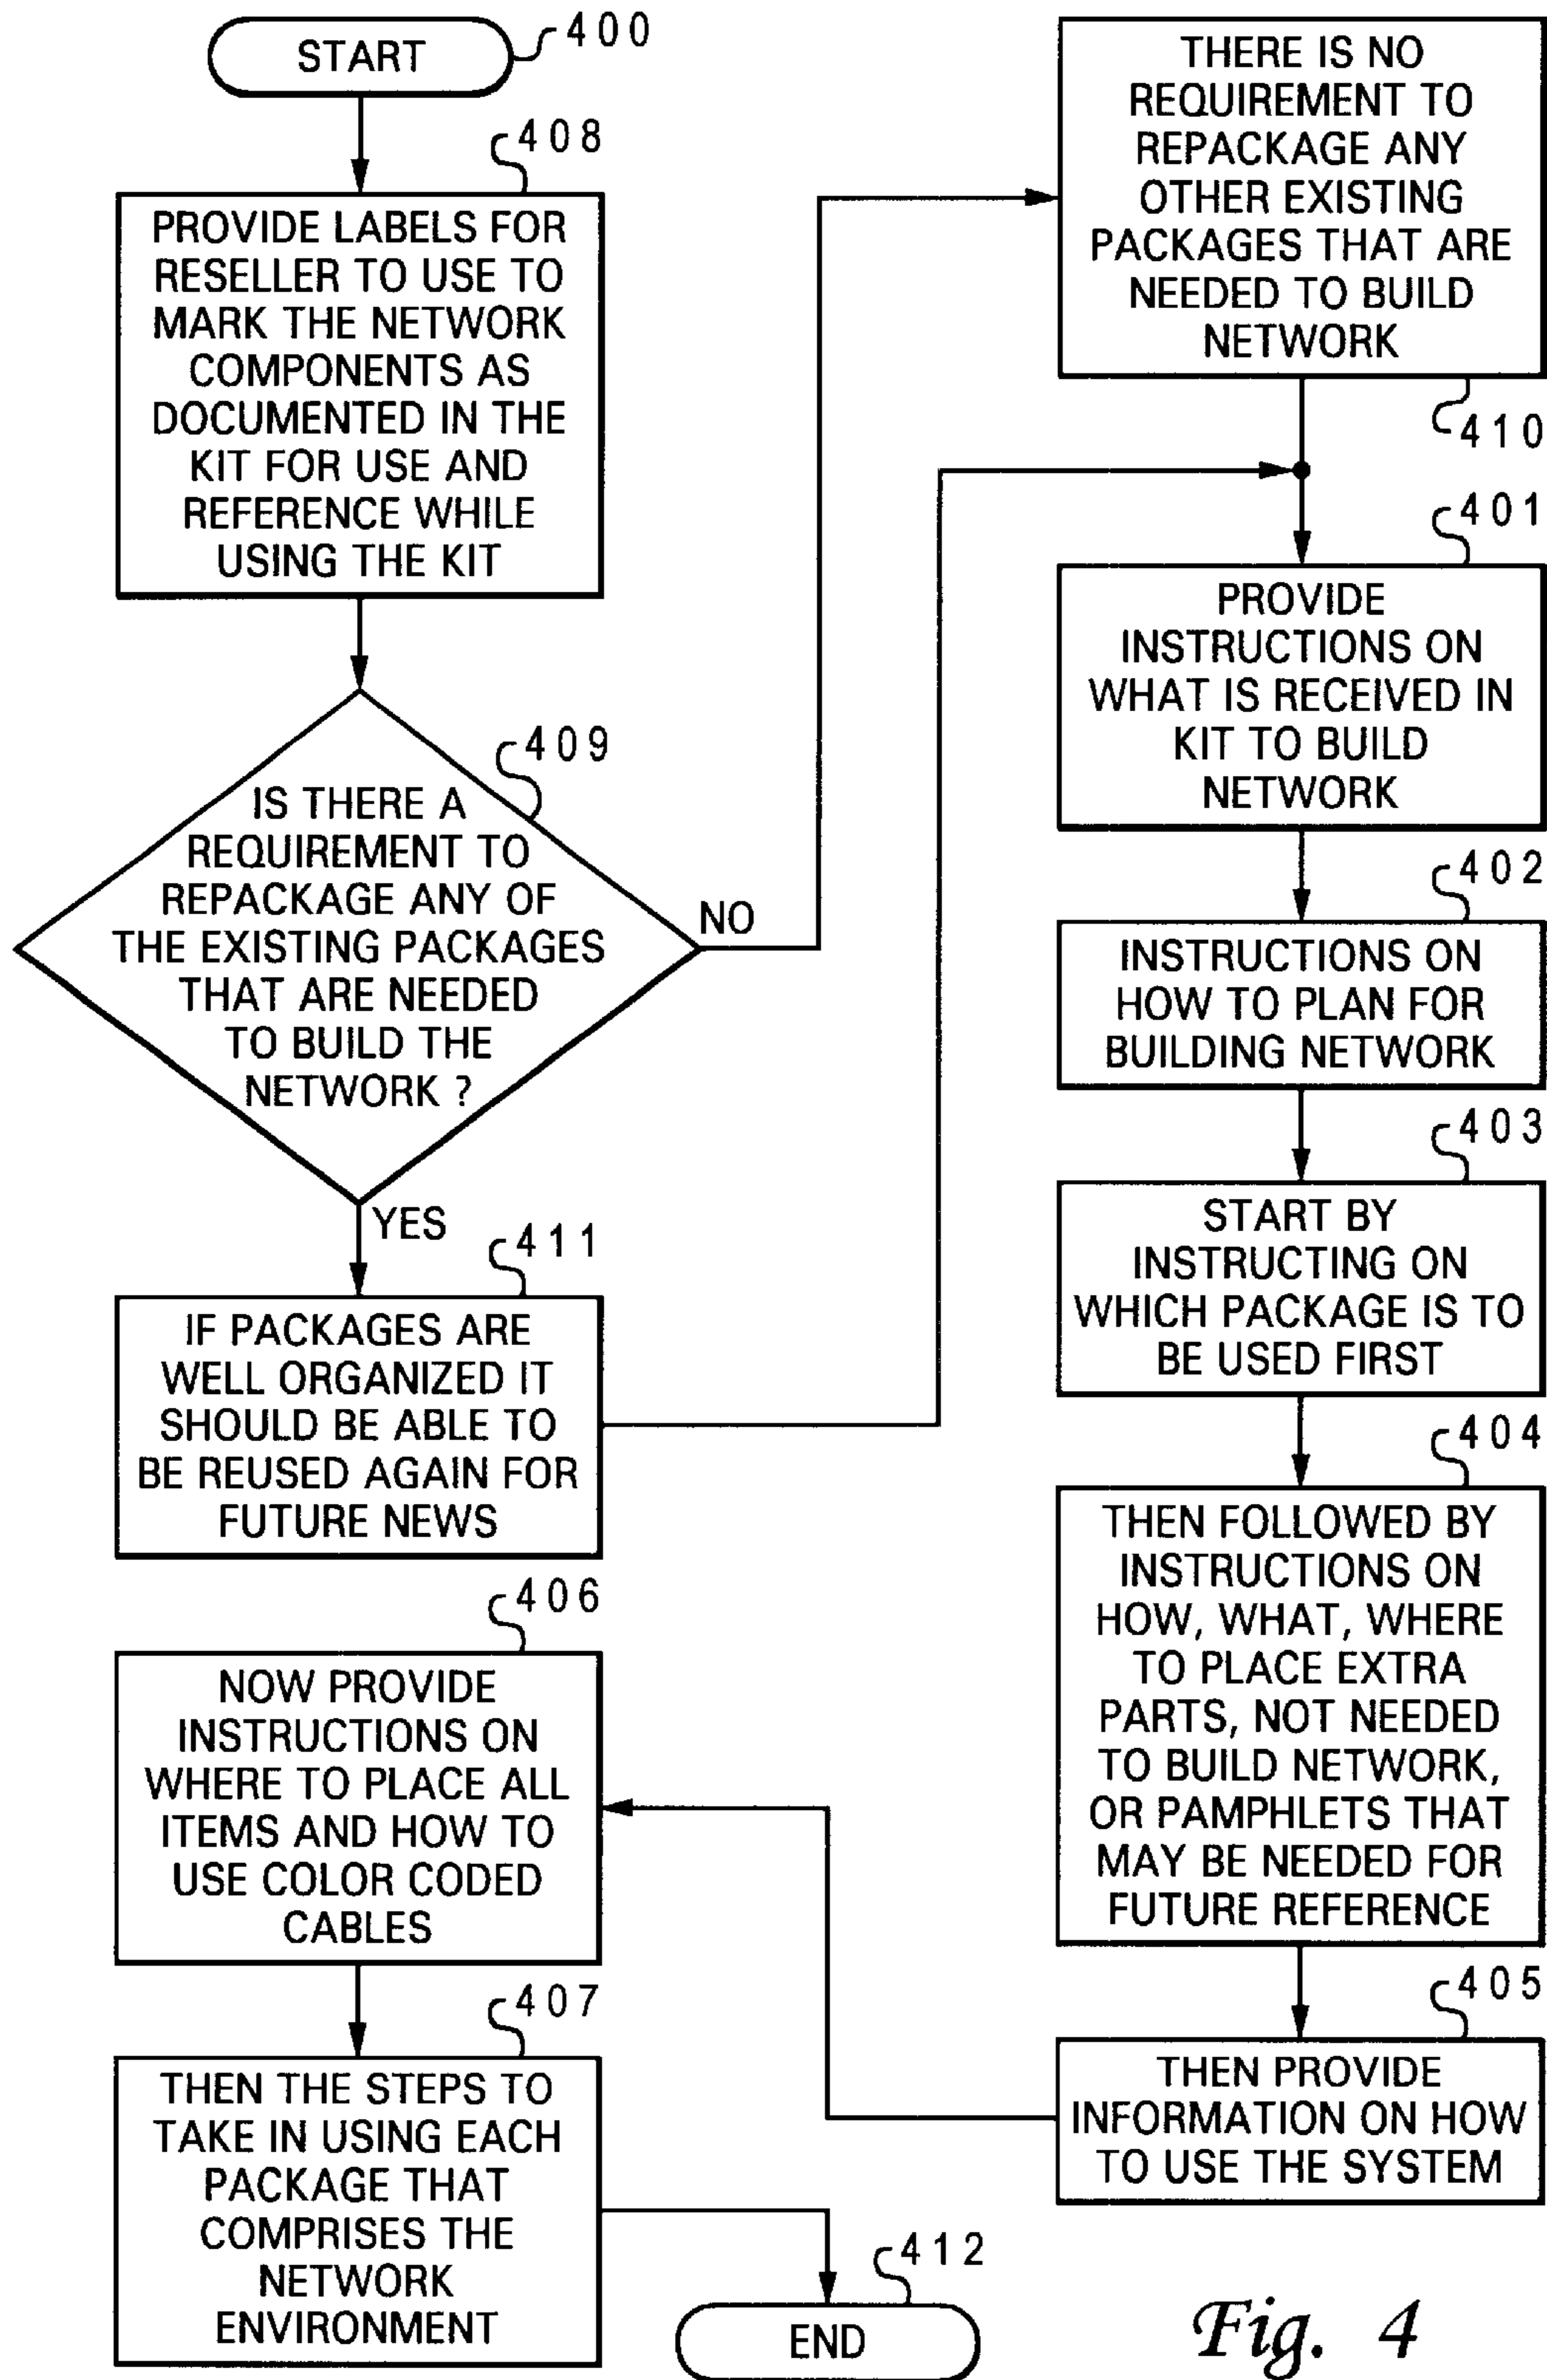 START
400
408
PROVIDE LABELS FOR
RESELLER TO USE TO
MARK THE NETWORK
COMPONENTS AS
DOCUMENTED IN THE
KIT FOR USE AND
REFERENCE WHILE
USING THE KIT
409
IS THERE A
REQUIREMENT TO
REPACKAGE ANY OF
THE EXISTING PACKAGES
THAT ARE NEEDED
TO BUILD THE
NETWORK ?
NO
YES
411
IF PACKAGES ARE
WELL ORGANIZED IT
SHOULD BE ABLE TO
BE REUSED AGAIN FOR
FUTURE NEWS
THERE IS NO
REQUIREMENT TO
REPACKAGE ANY
OTHER EXISTING
PACKAGES THAT ARE
NEEDED TO BUILD
NETWORK
410
401
PROVIDE
INSTRUCTIONS ON
WHAT IS RECEIVED IN
KIT TO BUILD
NETWORK
402
INSTRUCTIONS ON
HOW TO PLAN FOR
BUILDING NETWORK
403
START BY
INSTRUCTING ON
WHICH PACKAGE IS TO
BE USED FIRST
404
THEN FOLLOWED BY
INSTRUCTIONS ON
HOW, WHAT, WHERE
TO PLACE EXTRA
PARTS, NOT NEEDED
TO BUILD NETWORK,
OR PAMPHLETS THAT
MAY BE NEEDED FOR
FUTURE REFERENCE
405
THEN PROVIDE
INFORMATION ON HOW
TO USE THE SYSTEM
406
NOW PROVIDE
INSTRUCTIONS ON
WHERE TO PLACE ALL
ITEMS AND HOW TO
USE COLOR CODED
CABLES
407
THEN THE STEPS TO
TAKE IN USING EACH
PACKAGE THAT
COMPRISES THE
NETWORK
ENVIRONMENT
412
END
Fig. 4